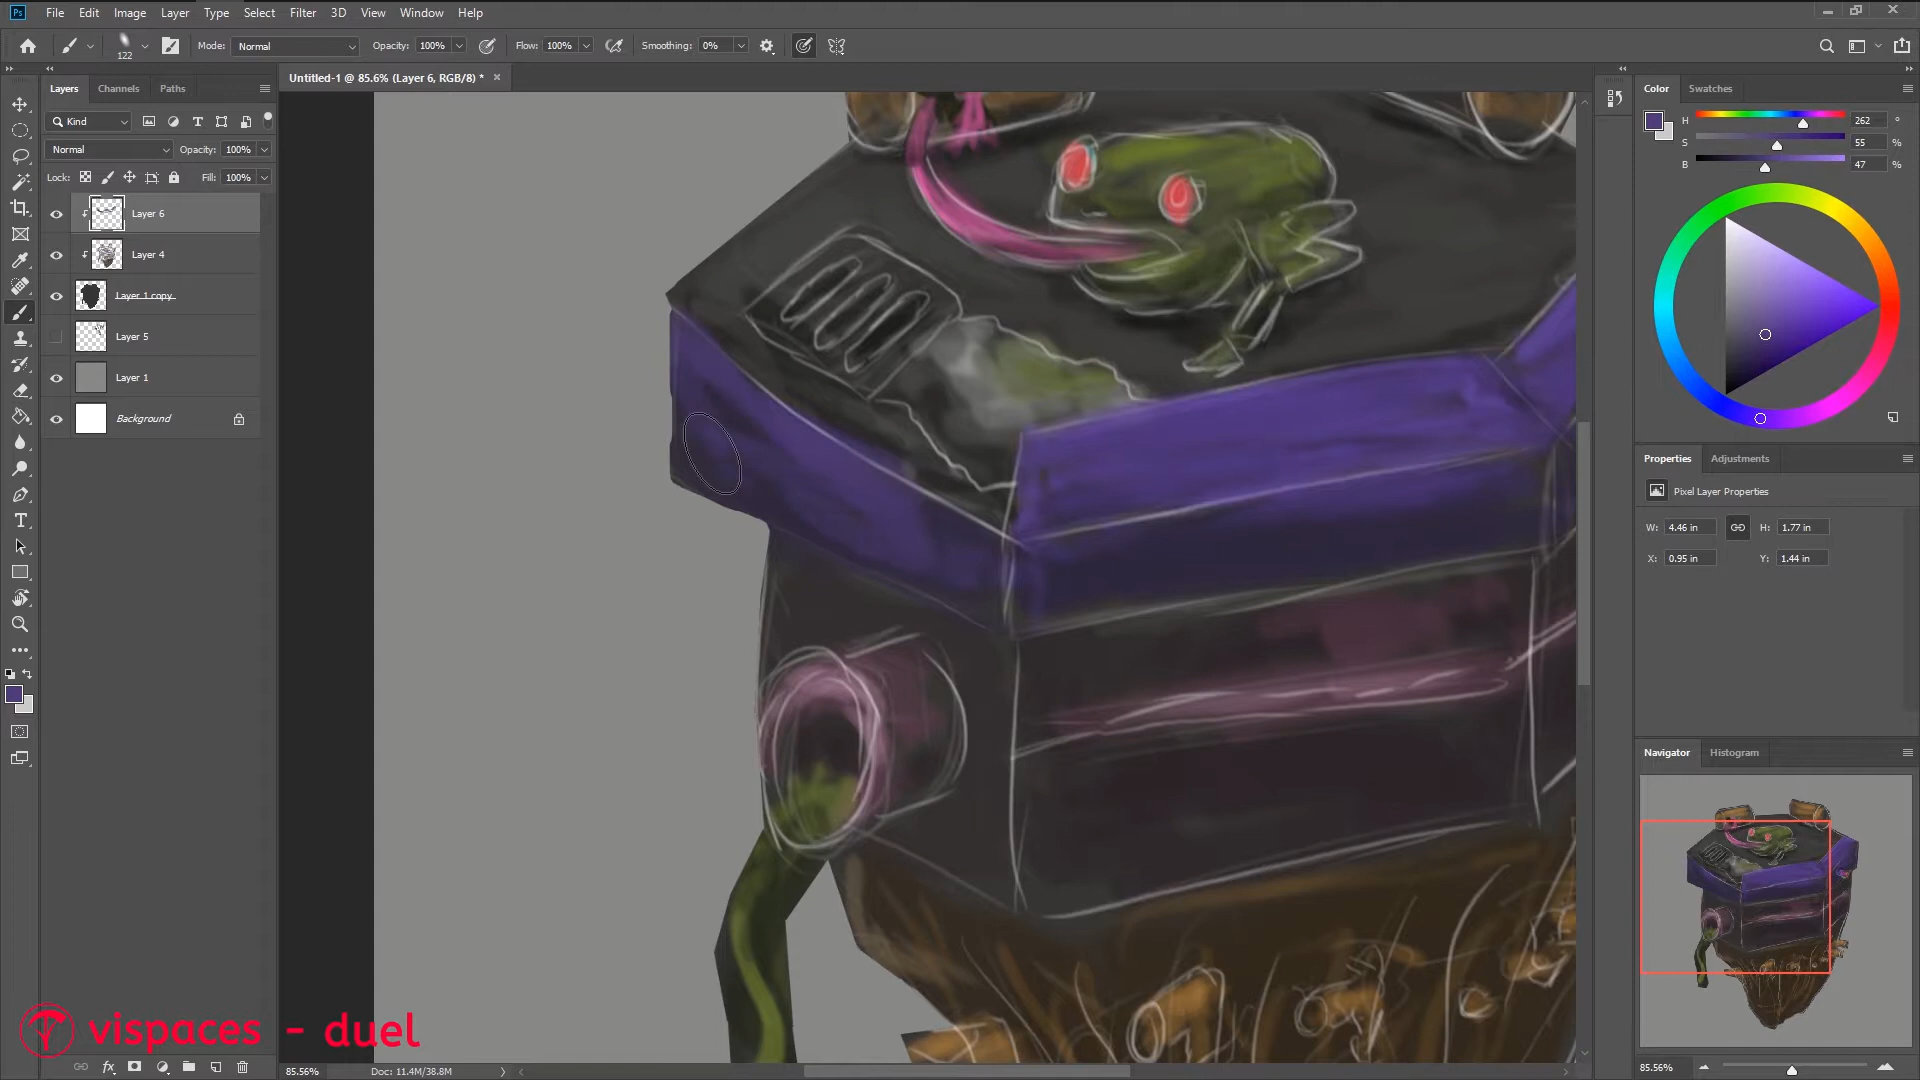 Ps File Edit Image Layer Type Select Filter 3D View Window Help
122 Mode: Normal Opacity: 100% Flow: 100% Smoothing: 0%
Layers Channels Paths
Untitled-1 @ 85.6% (Layer 6, RGB/8) *
Color Swatches
Kind
Normal Opacity: 100%
Lock: Fill: 100%
Layer 6
Layer 4
Layer 1 copy
Layer 5
Layer 1
Background
H 262 °
S 55 %
B 47 %
Properties Adjustments
Pixel Layer Properties
W: 4.46 in H: 1.77 in
X: 0.95 in Y: 1.44 in
Navigator Histogram
vispaces - duel
85.56% Doc: 11.4M/38.8M
85.56%